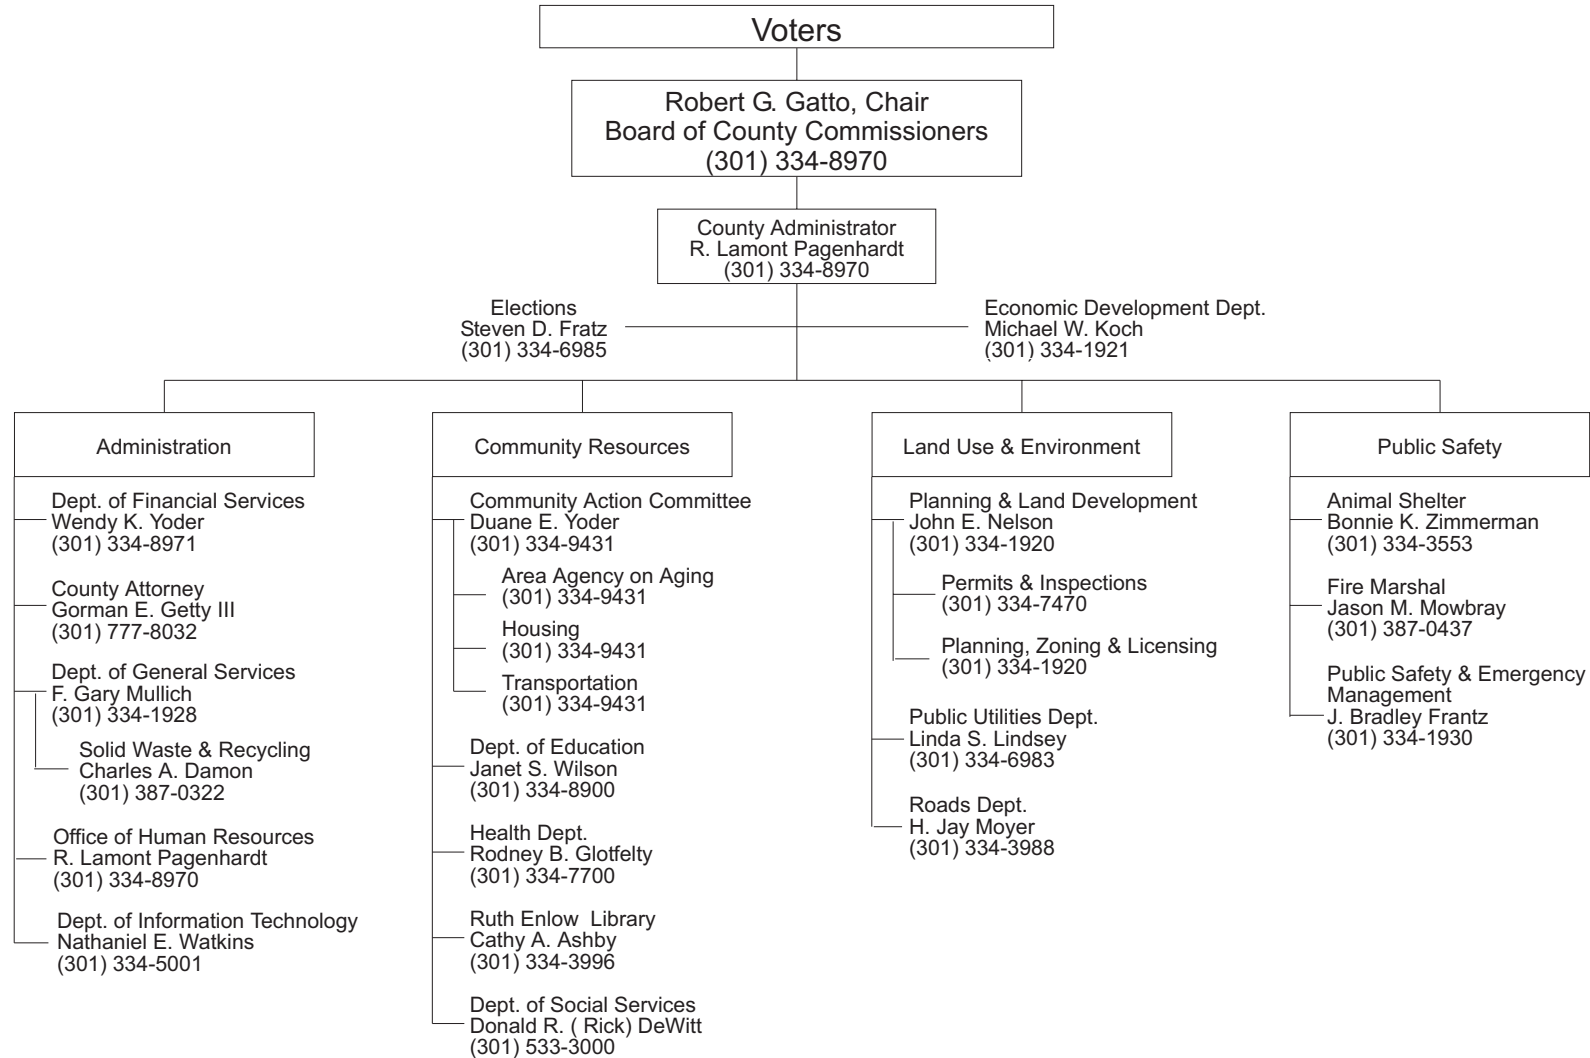 Voters
Robert G. Gatto, Chair
Board of County Commissioners
(301) 334-8970
County Administrator
R. Lamont Pagenhardt
(301) 334-8970
Elections
Steven D. Fratz
(301) 334-6985
Economic Development Dept.
Michael W. Koch
(301) 334-1921
Administration
Dept. of Financial Services
Wendy K. Yoder
(301) 334-8971
County Attorney
Gorman E. Getty III
(301) 777-8032
Dept. of General Services
F. Gary Mullich
(301) 334-1928
Solid Waste & Recycling
Charles A. Damon
(301) 387-0322
Office of Human Resources
R. Lamont Pagenhardt
(301) 334-8970
Dept. of Information Technology
Nathaniel E. Watkins
(301) 334-5001
Community Resources
Community Action Committee
Duane E. Yoder
(301) 334-9431
Area Agency on Aging
(301) 334-9431
Housing
(301) 334-9431
Transportation
(301) 334-9431
Dept. of Education
Janet S. Wilson
(301) 334-8900
Health Dept.
Rodney B. Glotfelty
(301) 334-7700
Ruth Enlow  Library
Cathy A. Ashby
(301) 334-3996
Dept. of Social Services
Donald R. ( Rick) DeWitt
(301) 533-3000
Land Use & Environment
Planning & Land Development
John E. Nelson
(301) 334-1920
Permits & Inspections
(301) 334-7470
Planning, Zoning & Licensing
(301) 334-1920
Public Utilities Dept.
Linda S. Lindsey
(301) 334-6983
Roads Dept.
H. Jay Moyer
(301) 334-3988
Public Safety
Animal Shelter
Bonnie K. Zimmerman
(301) 334-3553
Fire Marshal
Jason M. Mowbray
(301) 387-0437
Public Safety & Emergency
Management
J. Bradley Frantz
(301) 334-1930